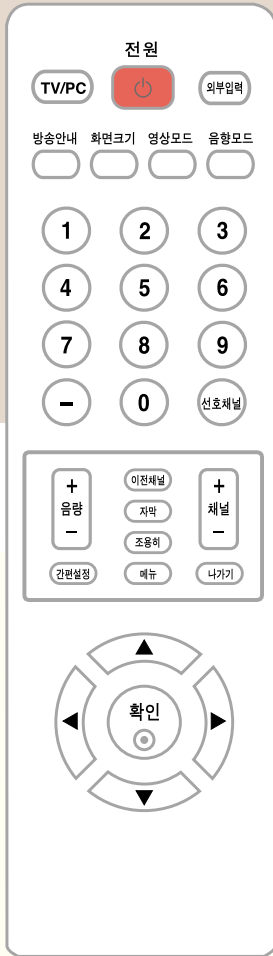 전원
TV/PC 외부입력
방송안내 화면크기 영상모드 음향모드
1 2 3
4 5 6
7 8 9
- 0 선호채널
+ 이전채널 +
음량 자막 채널
- 조용히 -
간편설정 메뉴 나가기
확인